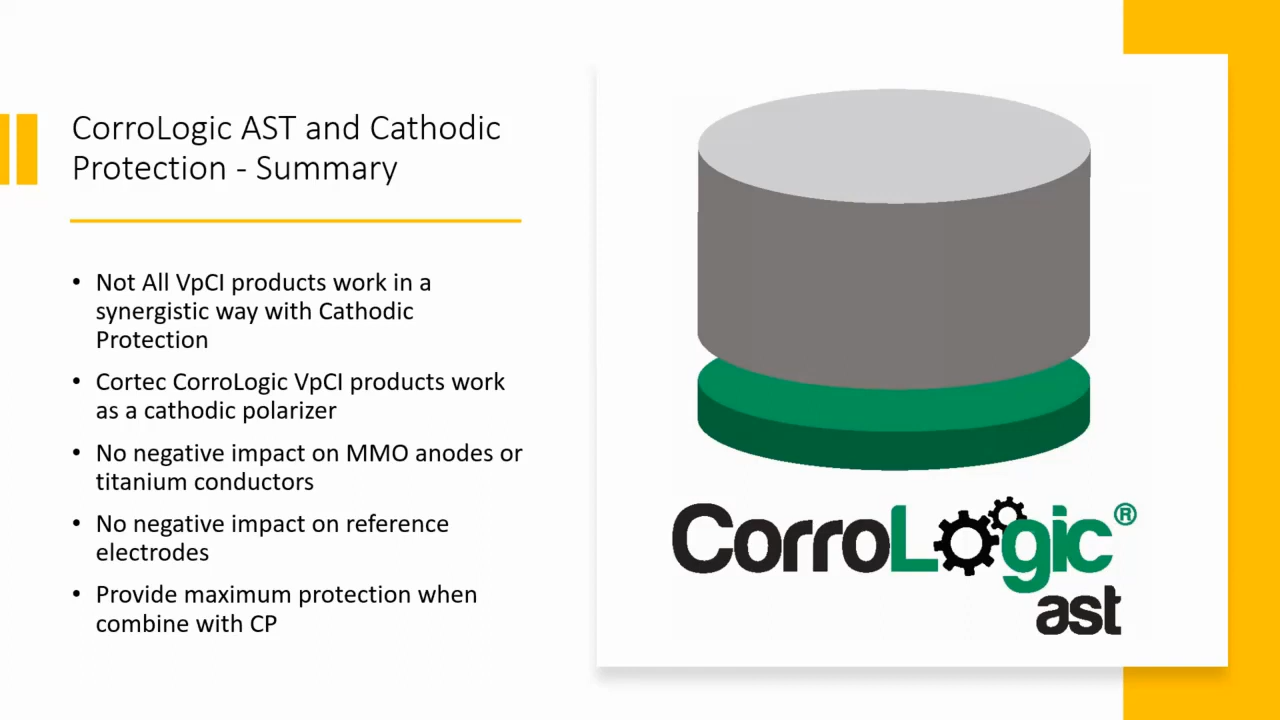 CorroLogic AST and Cathodic
Protection - Summary
• Not All VpCI products work in a
synergistic way with Cathodic
Protection
• Cortec CorroLogic VpCI products work
as a cathodic polarizer
• No negative impact on MMO anodes or
titanium conductors
• No negative impact on reference
electrodes
• Provide maximum protection when
combine with CP
CorroLogic®
ast